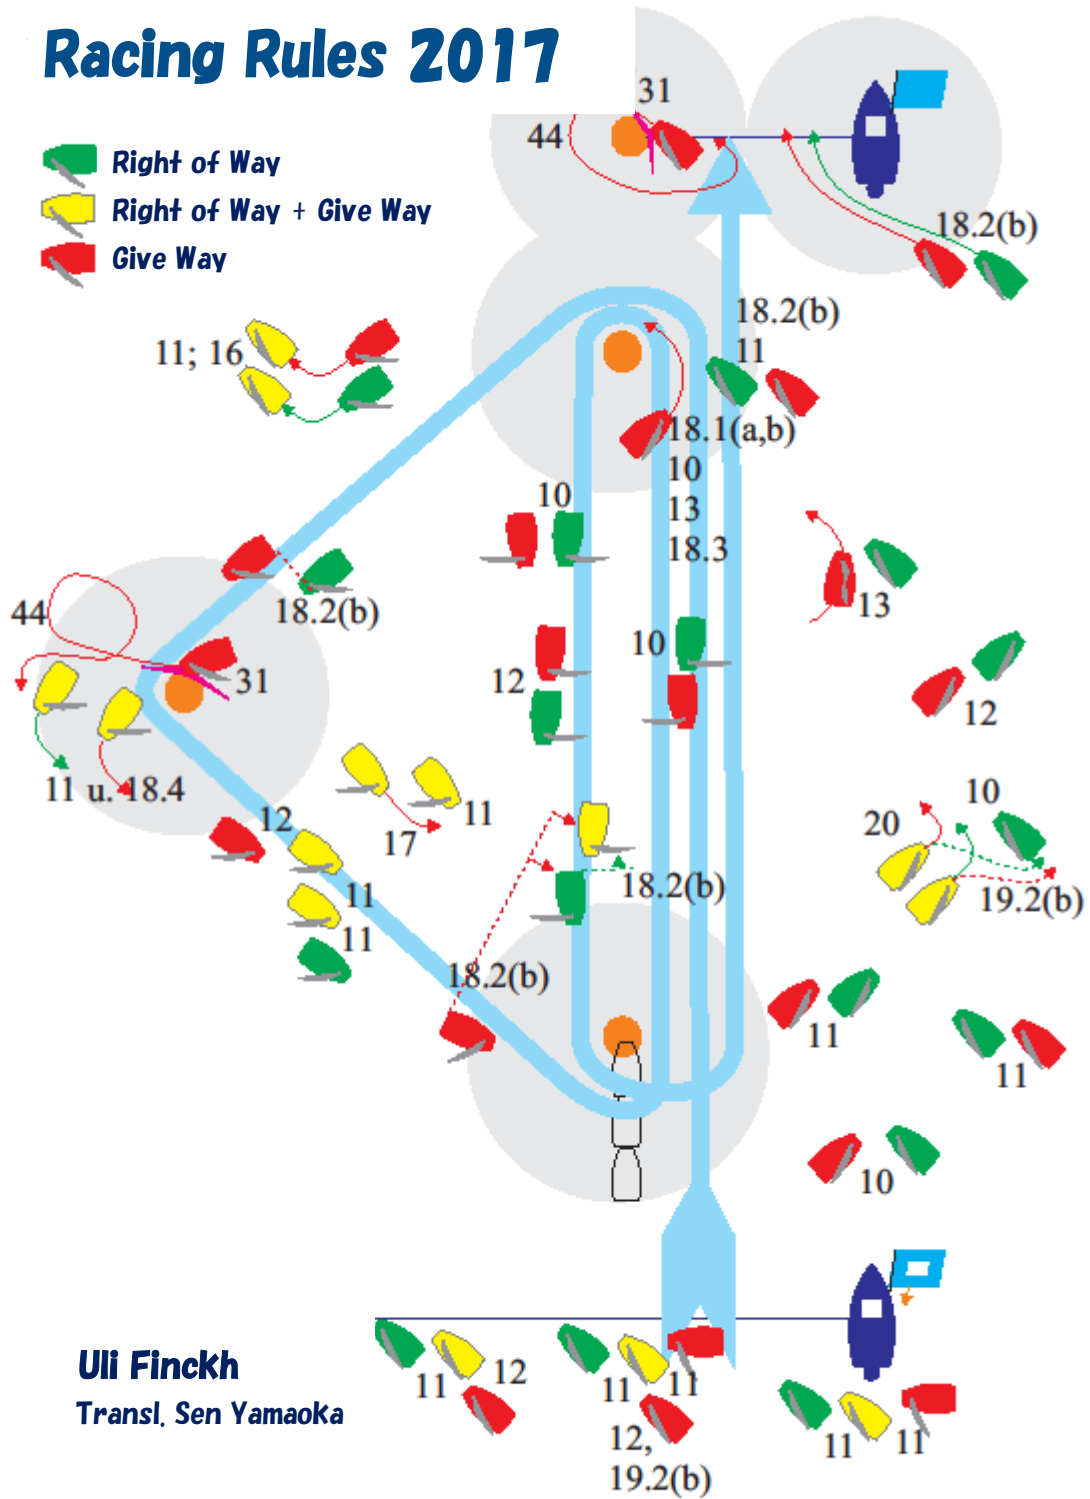 Racing Rules 2017
31
44
Right of Way
Right of Way + Give Way
Give Way
18.2(b)
18.2(b)
11
11; 16
18.1(a,b)
10
13
18.3
10
13
18.2(b)
44
10
12
31
12
11 u. 18.4
10
12
11
20
17
18.2(b)
11
19.2(b)
11
18.2(b)
11
11
10
11
12
11
11
12,
19.2(b)
11
11
Uli Finckh
Transl. Sen Yamaoka